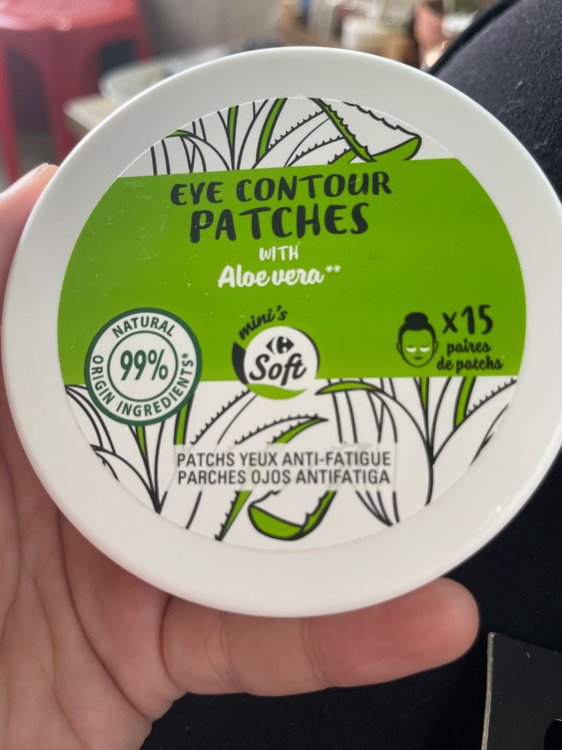 EYE CONTOUR
PATCHES
WITH
Aloe vera**
mini's
Soft
NATURAL
99%
ORIGIN INGREDIENTS*
x15
paires
de patchs
PATCHS YEUX ANTI-FATIGUE
PARCHES OJOS ANTIFATIGA